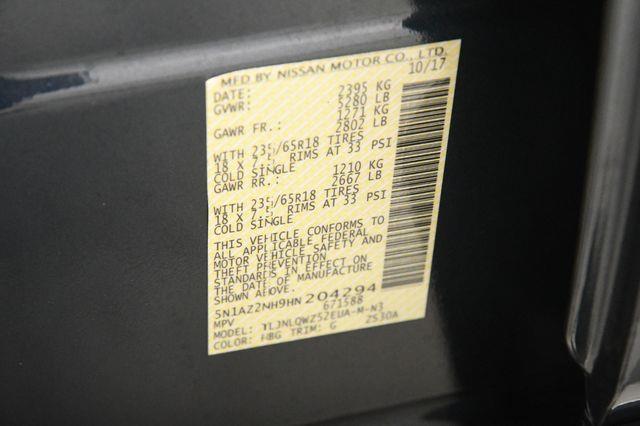 MFD BY NISSAN MOTOR CO., LTD.
DATE: 10/17
GVWR: 2395 KG
5280 LB
GAWR FR.: 1271 KG
2802 LB
WITH 235/65R18 TIRES
18 X 7.5 RIMS AT 33 PSI
COLD SINGLE
GAWR RR.: 1210 KG
2667 LB
WITH 235/65R18 TIRES
18 X 7.5 RIMS AT 33 PSI
COLD SINGLE
THIS VEHICLE CONFORMS TO
ALL APPLICABLE FEDERAL
MOTOR VEHICLE SAFETY AND
THEFT PREVENTION
STANDARDS IN EFFECT ON
THE DATE OF MANUFACTURE
SHOWN ABOVE.
5N1AZ2NH9HN 204294
MPV 671588
MODEL: TLJNLQWZ52EUA-M-N3
COLOR: HBG TRIM: G ZS30A